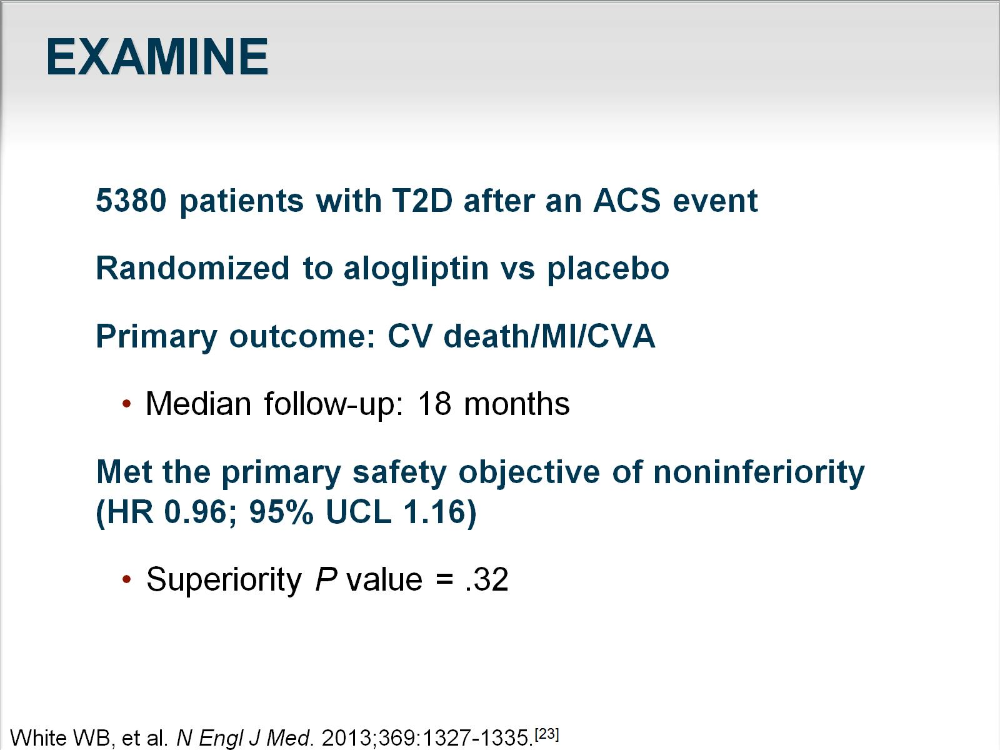 EXAMINE
5380 patients with T2D after an ACS event
Randomized to alogliptin vs placebo
Primary outcome: CV death/MI/CVA
• Median follow-up: 18 months
Met the primary safety objective of noninferiority
(HR 0.96; 95% UCL 1.16)
• Superiority P value = .32
White WB, et al. N Engl J Med. 2013;369:1327-1335.[23]